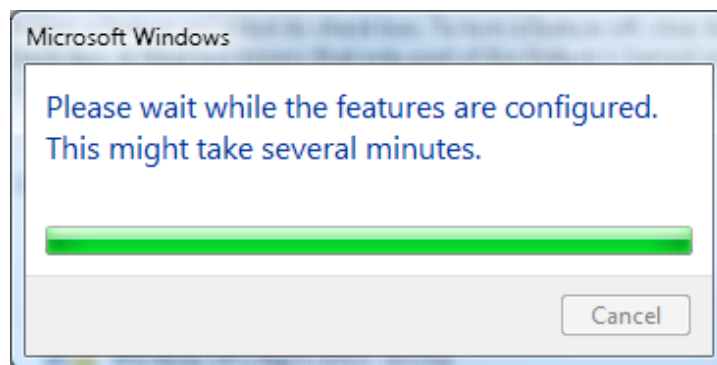 Microsoft Windows
Please wait while the features are configured.
This might take several minutes.
Cancel